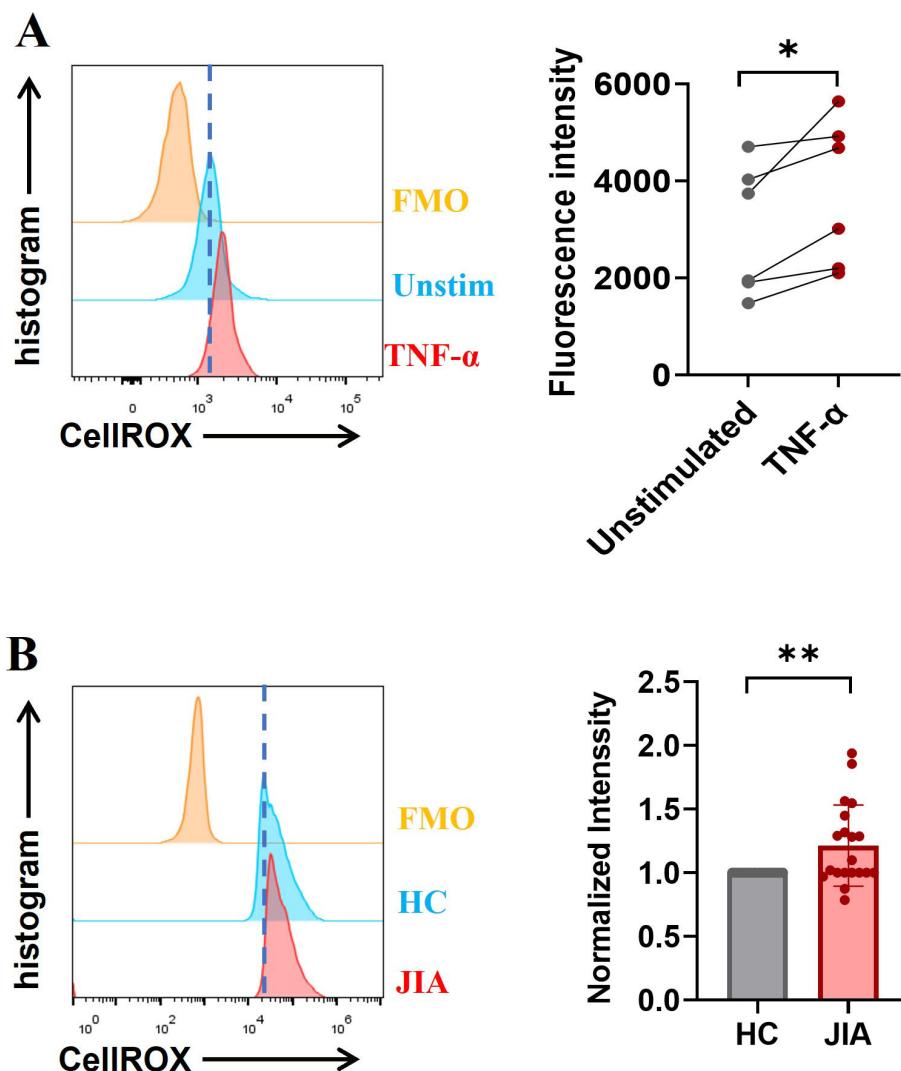 A
histogram
FMO
Unstim
TNF-α
0
10³
10⁴
10⁵
CellROX
*
Fluorescence intensity
6000
4000
2000
0
Unstimulated
TNF-α
B
histogram
FMO
HC
JIA
10⁰
10²
10⁴
10⁶
CellROX
**
Normalized Intenssity
2.5
2.0
1.5
1.0
0.5
0.0
HC
JIA